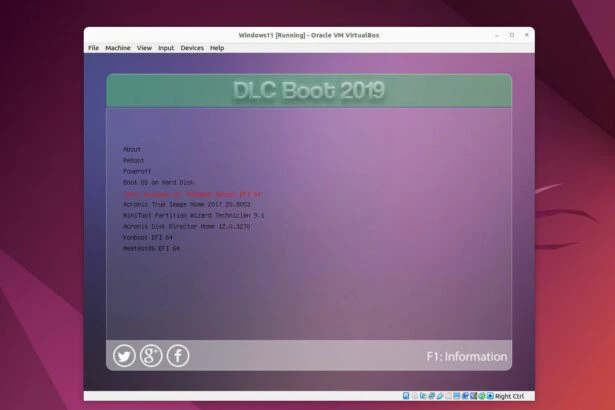 Windows11 [Running] - Oracle VM VirtualBox
File Machine View Input Devices Help
DLC Boot 2019
About
Reboot
Poweroff
Boot OS on Hard Disk
EFI 64
Acronis True Image Home 2017 20.8053
MiniTool Partition Wizard Technician 9.1
Acronis Disk Director Home 12.0.3270
Konboot EFI 64
Memtest86 EFI 64
F1: Information
Right Ctrl